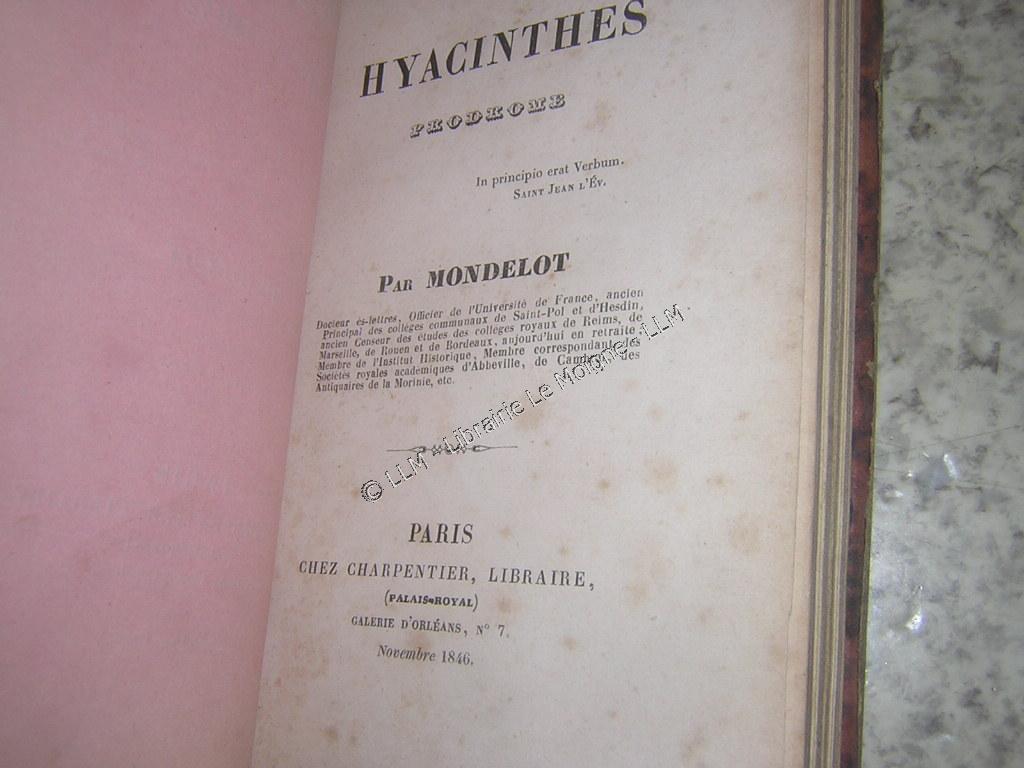 HYACINTHES
PRODROME
In principio erat Verbum.
SAINT JEAN L'ÉV.
PAR MONDELOT
Docteur ès-lettres, Officier de l'Université de France, ancien
Principal des colléges communaux de Saint-Pol et d'Hesdin,
ancien Censeur des études des colléges royaux de Reims, de
Marseille, de Rouen et de Bordeaux, aujourd'hui en retraite,
Membre de l'Institut Historique, Membre correspondant des
Sociétés royales académiques d'Abbeville, de des
Antiquaires de la Morinie, etc.
© LLM - Librairie Le Moigne - LLM
PARIS
CHEZ CHARPENTIER, LIBRAIRE,
(PALAIS-ROYAL)
GALERIE D'ORLÉANS, N° 7.
Novembre 1846.